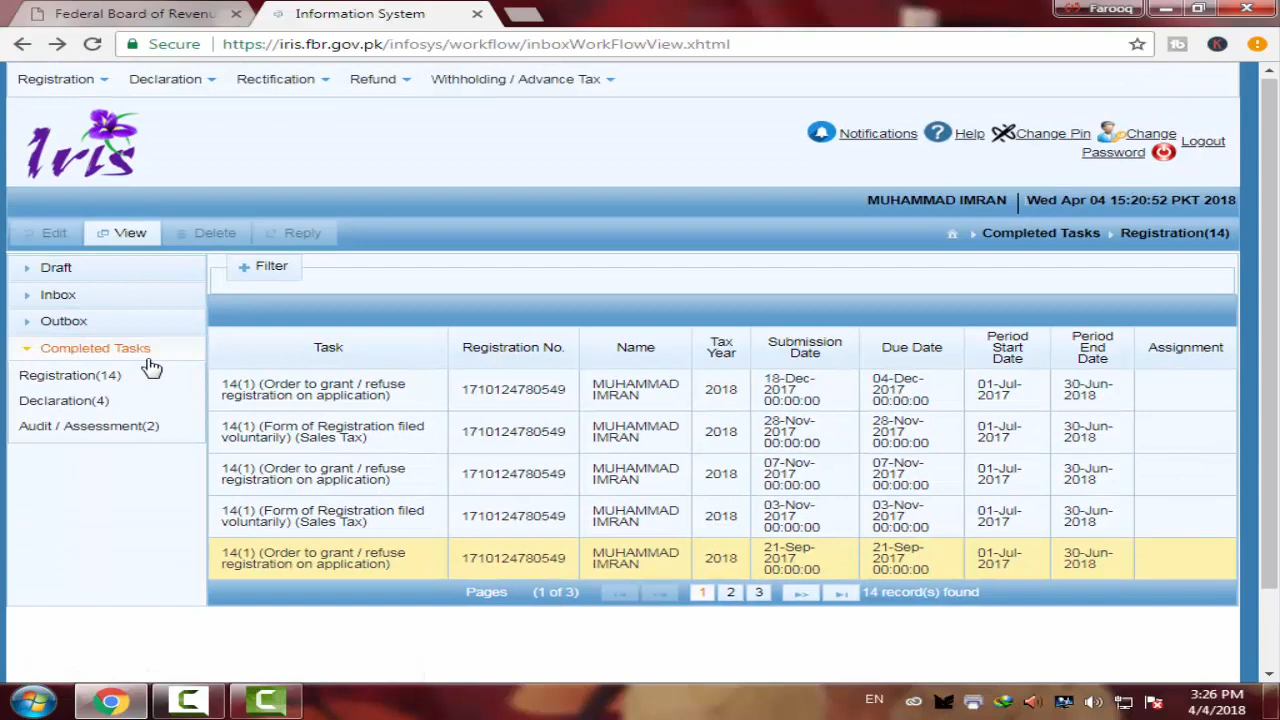 Federal Board of Revenu
Information System
Farooq
Secure
https://iris.fbr.gov.pk/infosys/workflow/inboxWorkFlowView.xhtml
Registration
Declaration
Rectification
Refund
Withholding / Advance Tax
Iris
Notifications
Help
Change Pin
Change
Password
Logout
MUHAMMAD IMRAN
Wed Apr 04 15:20:52 PKT 2018
Edit
View
Delete
Reply
Completed Tasks
Registration(14)
Draft
Inbox
Outbox
Completed Tasks
Registration(14)
Declaration(4)
Audit / Assessment(2)
Filter
Task
Registration No.
Name
Tax
Year
Submission
Date
Due Date
Period
Start
Date
Period
End
Date
Assignment
14(1) (Order to grant / refuse
registration on application)
1710124780549
MUHAMMAD
IMRAN
2018
18-Dec-
2017
00:00:00
04-Dec-
2017
00:00:00
01-Jul-
2017
30-Jun-
2018
14(1) (Form of Registration filed
voluntarily) (Sales Tax)
1710124780549
MUHAMMAD
IMRAN
2018
28-Nov-
2017
00:00:00
28-Nov-
2017
00:00:00
01-Jul-
2017
30-Jun-
2018
14(1) (Order to grant / refuse
registration on application)
1710124780549
MUHAMMAD
IMRAN
2018
07-Nov-
2017
00:00:00
07-Nov-
2017
00:00:00
01-Jul-
2017
30-Jun-
2018
14(1) (Form of Registration filed
voluntarily) (Sales Tax)
1710124780549
MUHAMMAD
IMRAN
2018
03-Nov-
2017
00:00:00
03-Nov-
2017
00:00:00
01-Jul-
2017
30-Jun-
2018
14(1) (Order to grant / refuse
registration on application)
1710124780549
MUHAMMAD
IMRAN
2018
21-Sep-
2017
00:00:00
21-Sep-
2017
00:00:00
01-Jul-
2017
30-Jun-
2018
Pages
(1 of 3)
1
2
3
14 record(s) found
EN
3:26 PM
4/4/2018